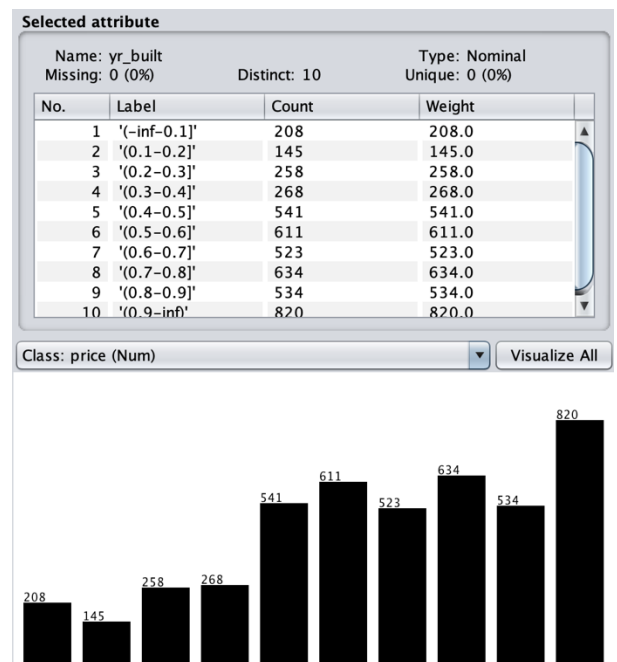 Selected attribute
Name: yr_built Type: Nominal
Missing: 0 (0%) Distinct: 10 Unique: 0 (0%)
No. Label Count Weight
1 '(-inf-0.1]' 208 208.0
2 '(0.1-0.2]' 145 145.0
3 '(0.2-0.3]' 258 258.0
4 '(0.3-0.4]' 268 268.0
5 '(0.4-0.5]' 541 541.0
6 '(0.5-0.6]' 611 611.0
7 '(0.6-0.7]' 523 523.0
8 '(0.7-0.8]' 634 634.0
9 '(0.8-0.9]' 534 534.0
10 '(0.9-inf)' 820 820.0
Class: price (Num) Visualize All
820
611 634
541 523 534
258 268
208
145